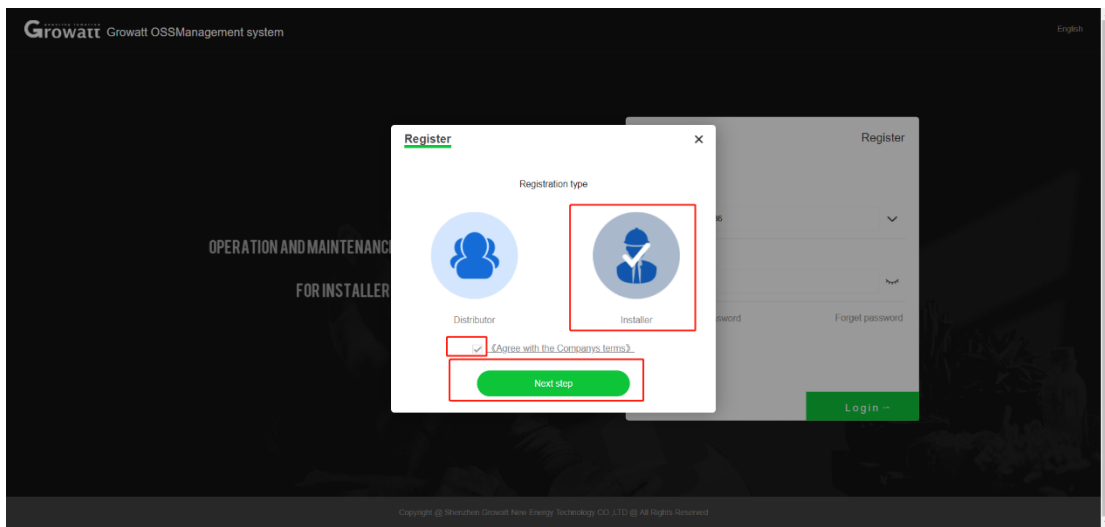 Growatt Growatt OSSManagement system
English
Register
Register
Registration type
OPERATION AND MAINTENANC
FOR INSTALLER
Distributor
Installer
sword
Forget password
《Agree with the Companys terms》
Next step
Login
Copyright @ Shenzhen Growatt New Energy Technology CO.,LTD @ All Rights Reserved